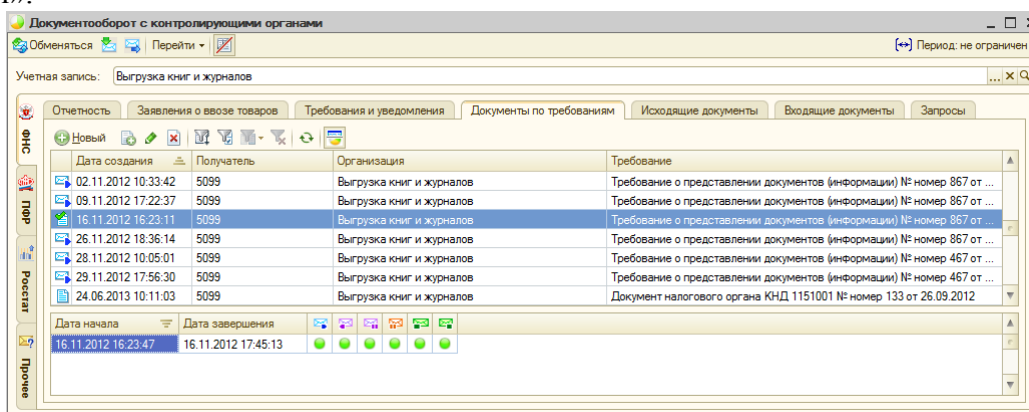 Документооборот с контролирующими органами
Обменяться Перейти Период: не ограничен
Учетная запись: Выгрузка книг и журналов
Отчетность Заявления о ввозе товаров Требования и уведомления Документы по требованиям Исходящие документы Входящие документы Запросы
ФНС
ПФР
Росстат
Прочее
Новый
Дата создания Получатель Организация Требование
02.11.2012 10:33:42 5099 Выгрузка книг и журналов Требование о представлении документов (информации) № номер 867 от ...
09.11.2012 17:22:37 5099 Выгрузка книг и журналов Требование о представлении документов (информации) № номер 867 от ...
16.11.2012 16:23:11 5099 Выгрузка книг и журналов Требование о представлении документов (информации) № номер 867 от ...
26.11.2012 18:36:14 5099 Выгрузка книг и журналов Требование о представлении документов (информации) № номер 867 от ...
28.11.2012 10:05:01 5099 Выгрузка книг и журналов Требование о представлении документов (информации) № номер 467 от ...
29.11.2012 17:56:30 5099 Выгрузка книг и журналов Требование о представлении документов (информации) № номер 467 от ...
24.06.2013 10:11:03 5099 Выгрузка книг и журналов Документ налогового органа КНД 1151001 № номер 133 от 26.09.2012
Дата начала Дата завершения
16.11.2012 16:23:47 16.11.2012 17:45:13